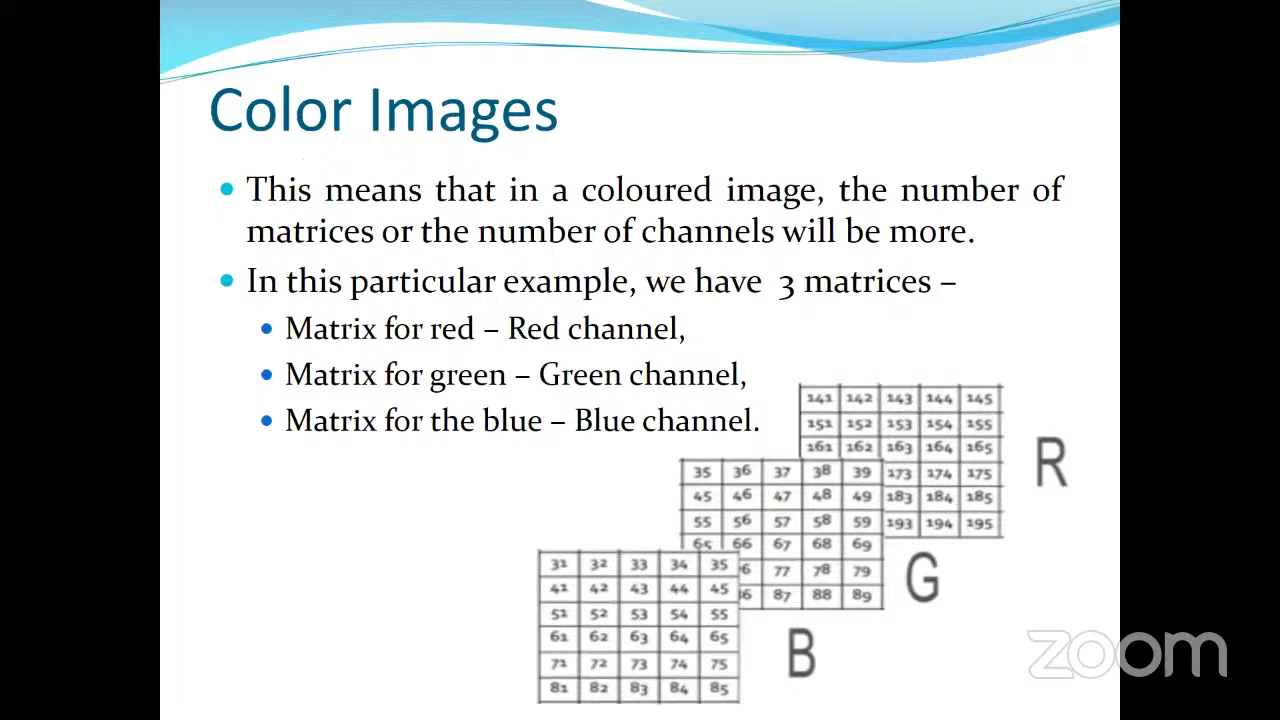 Color Images
This means that in a coloured image, the number of
matrices or the number of channels will be more.
In this particular example, we have 3 matrices –
Matrix for red – Red channel,
Matrix for green – Green channel,
Matrix for the blue – Blue channel.
141 142 143 144 145
151 152 153 154 155
161 162 163 164 165
173 174 175
183 184 185
193 194 195
R
35 36 37 38 39
45 46 47 48 49
55 56 57 58 59
65 66 67 68 69
77 78 79
87 88 89
G
31 32 33 34 35
41 42 43 44 45
51 52 53 54 55
61 62 63 64 65
71 72 73 74 75
81 82 83 84 85
B
zoom